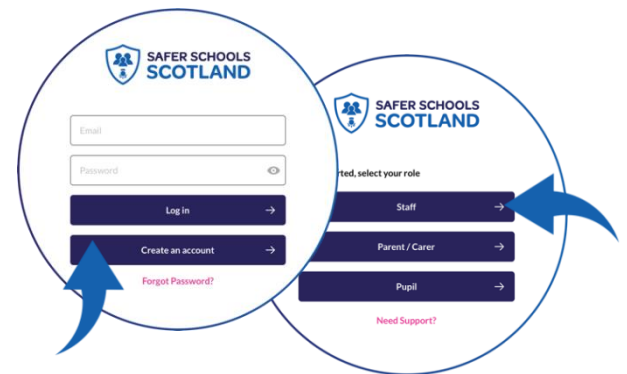 SAFER SCHOOLS
SCOTLAND
Email
Password
Log in
Create an account
Forgot Password?
SAFER SCHOOLS
SCOTLAND
rted, select your role
Staff
Parent / Carer
Pupil
Need Support?